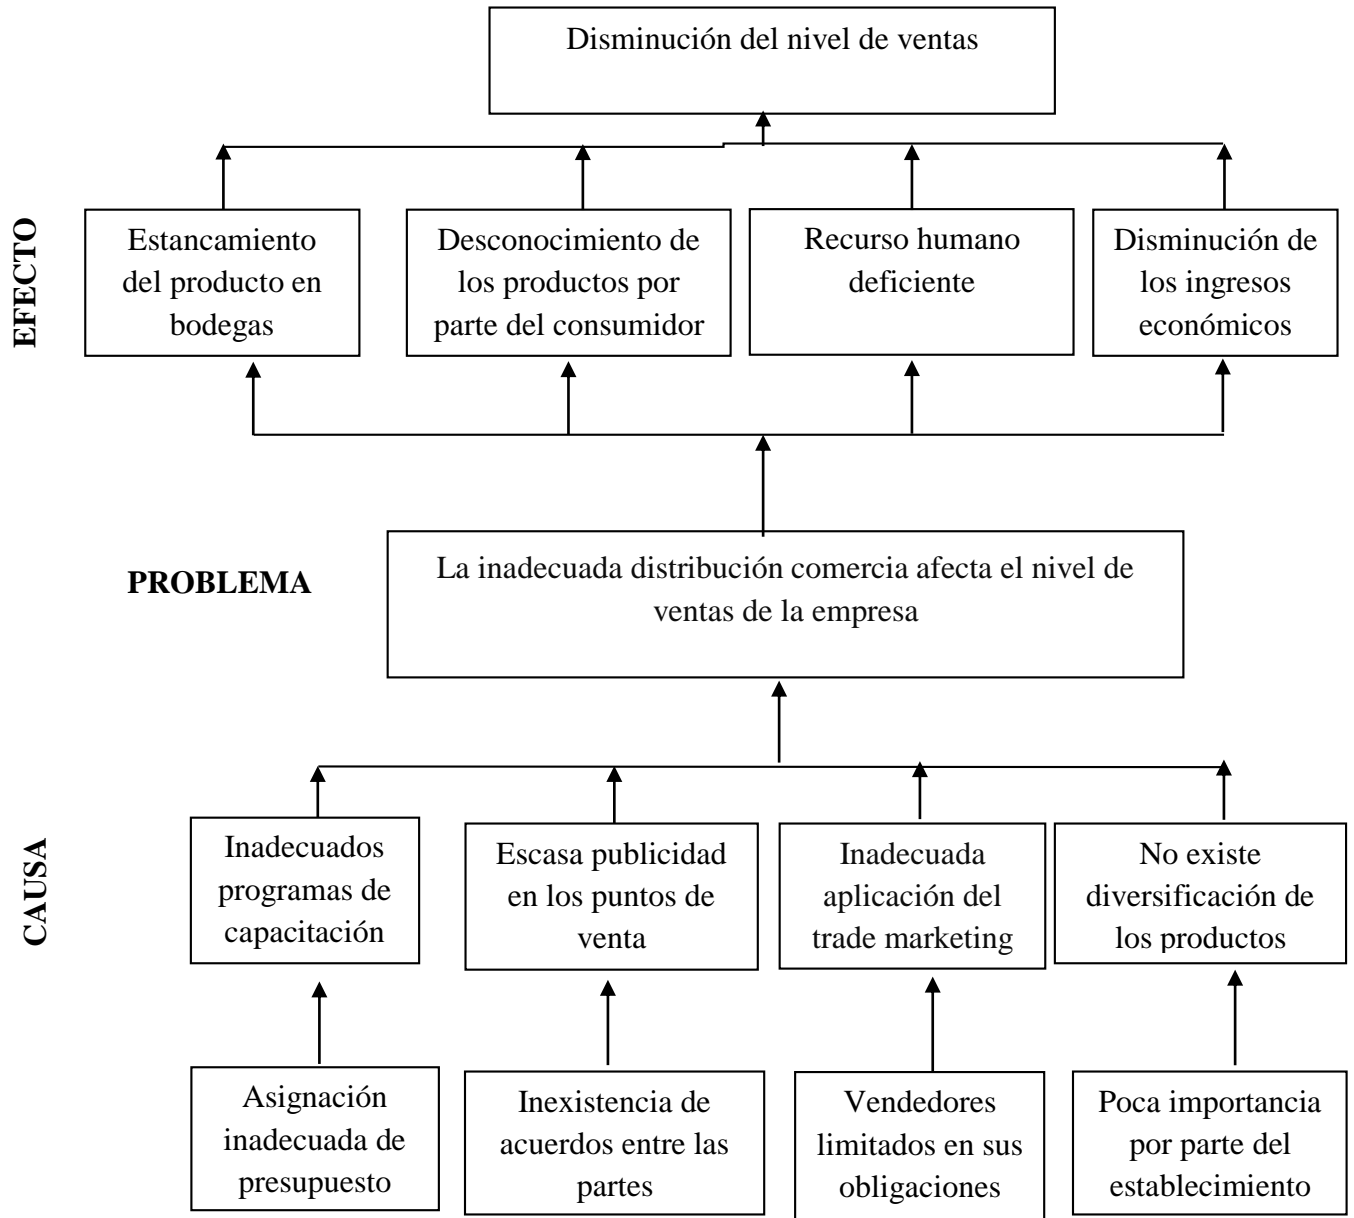 Disminución del nivel de ventas
EFECTO
Estancamiento
del producto en
bodegas
Desconocimiento de
los productos por
parte del consumidor
Recurso humano
deficiente
Disminución de
los ingresos
económicos
PROBLEMA
La inadecuada distribución comercia afecta el nivel de
ventas de la empresa
CAUSA
Inadecuados
programas de
capacitación
Escasa publicidad
en los puntos de
venta
Inadecuada
aplicación del
trade marketing
No existe
diversificación de
los productos
Asignación
inadecuada de
presupuesto
Inexistencia de
acuerdos entre las
partes
Vendedores
limitados en sus
obligaciones
Poca importancia
por parte del
establecimiento